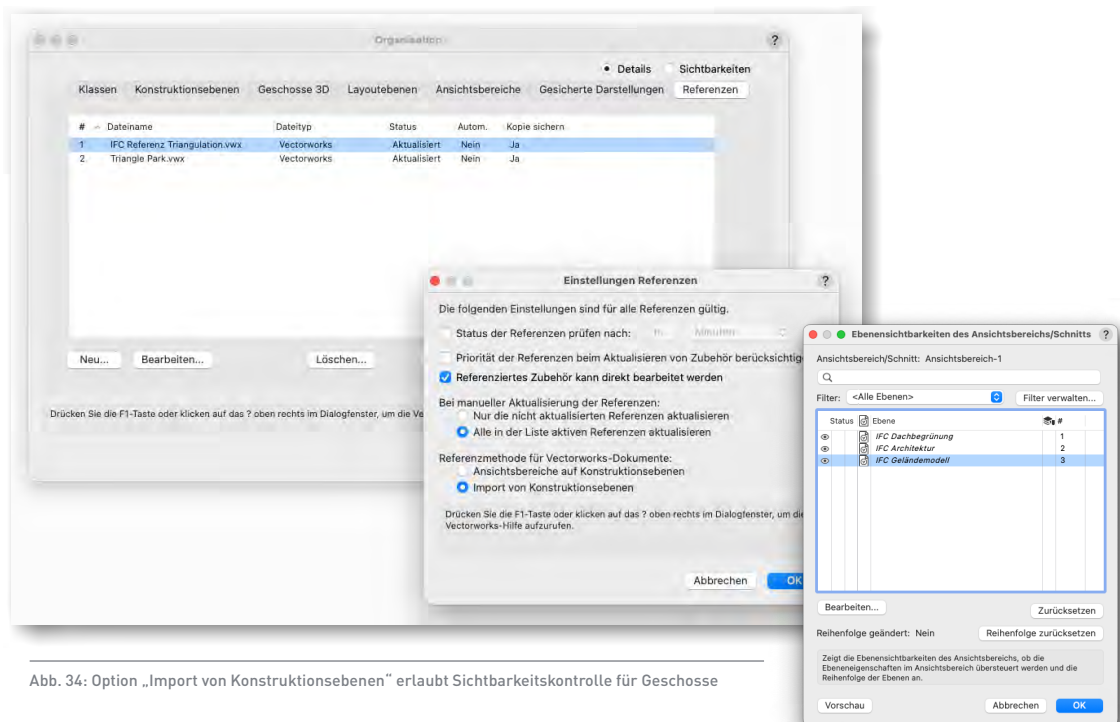 Organisation
?
Details Sichtbarkeiten
Klassen Konstruktionsebenen Geschosse 3D Layoutebenen Ansichtsbereiche Gesicherte Darstellungen Referenzen
# Dateiname Dateityp Status Autom. Kopie sichern
1 IFC Referenz Triangulation.vwx Vectorworks Aktualisiert Nein Ja
2 Triangle Park.vwx Vectorworks Aktualisiert Nein Ja
Neu... Bearbeiten... Löschen...
Drücken Sie die F1-Taste oder klicken auf das ? oben rechts im Dialogfenster, um die Ve
Einstellungen Referenzen
?
Die folgenden Einstellungen sind für alle Referenzen gültig.
Status der Referenzen prüfen nach: Minuten
Priorität der Referenzen beim Aktualisieren von Zubehör berücksichtige
Referenziertes Zubehör kann direkt bearbeitet werden
Bei manueller Aktualisierung der Referenzen:
Nur die nicht aktualisierten Referenzen aktualisieren
Alle in der Liste aktiven Referenzen aktualisieren
Referenzmethode für Vectorworks-Dokumente:
Ansichtsbereiche auf Konstruktionsebenen
Import von Konstruktionsebenen
Drücken Sie die F1-Taste oder klicken auf das ? oben rechts im Dialogfenster, um die
Vectorworks-Hilfe aufzurufen.
Abbrechen OK
Ebenensichtbarkeiten des Ansichtsbereichs/Schnitts ?
Ansichtsbereich/Schnitt: Ansichtsbereich-1
Filter: <Alle Ebenen> Filter verwalten...
Status Ebene #
IFC Dachbegrünung 1
IFC Architektur 2
IFC Geländemodell 3
Bearbeiten... Zurücksetzen
Reihenfolge geändert: Nein Reihenfolge zurücksetzen
Zeigt die Ebenensichtbarkeiten des Ansichtsbereichs, ob die
Ebeneneigenschaften im Ansichtsbereich übersteuert werden und die
Reihenfolge der Ebenen an.
Vorschau Abbrechen OK
Abb. 34: Option „Import von Konstruktionsebenen“ erlaubt Sichtbarkeitskontrolle für Geschosse